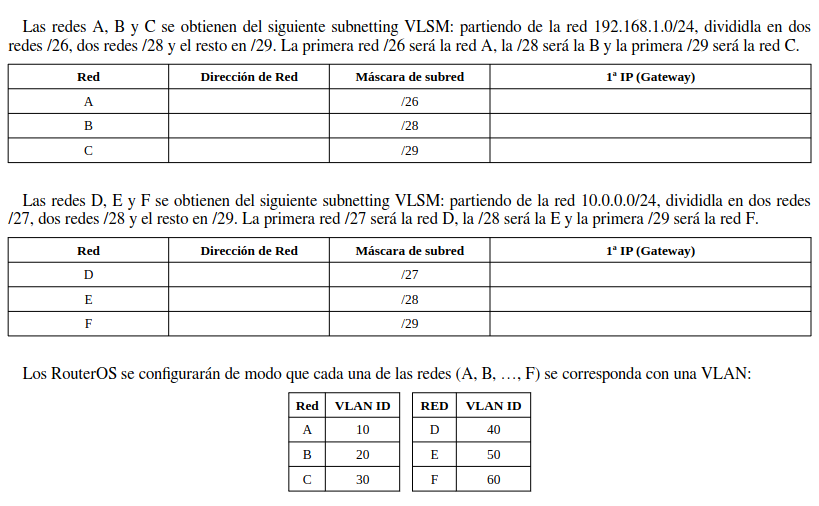 Las redes A, B y C se obtienen del siguiente subnetting VLSM: partiendo de la red 192.168.1.0/24, divididla en dos
redes /26, dos redes /28 y el resto en /29. La primera red /26 será la red A, la /28 será la B y la primera /29 será la red C.
Red Dirección de Red Máscara de subred 1ª IP (Gateway)
A /26
B /28
C /29
Las redes D, E y F se obtienen del siguiente subnetting VLSM: partiendo de la red 10.0.0.0/24, divididla en dos redes
/27, dos redes /28 y el resto en /29. La primera red /27 será la red D, la /28 será la E y la primera /29 será la red F.
Red Dirección de Red Máscara de subred 1ª IP (Gateway)
D /27
E /28
F /29
Los RouterOS se configurarán de modo que cada una de las redes (A, B, …, F) se corresponda con una VLAN:
Red VLAN ID RED VLAN ID
A 10 D 40
B 20 E 50
C 30 F 60